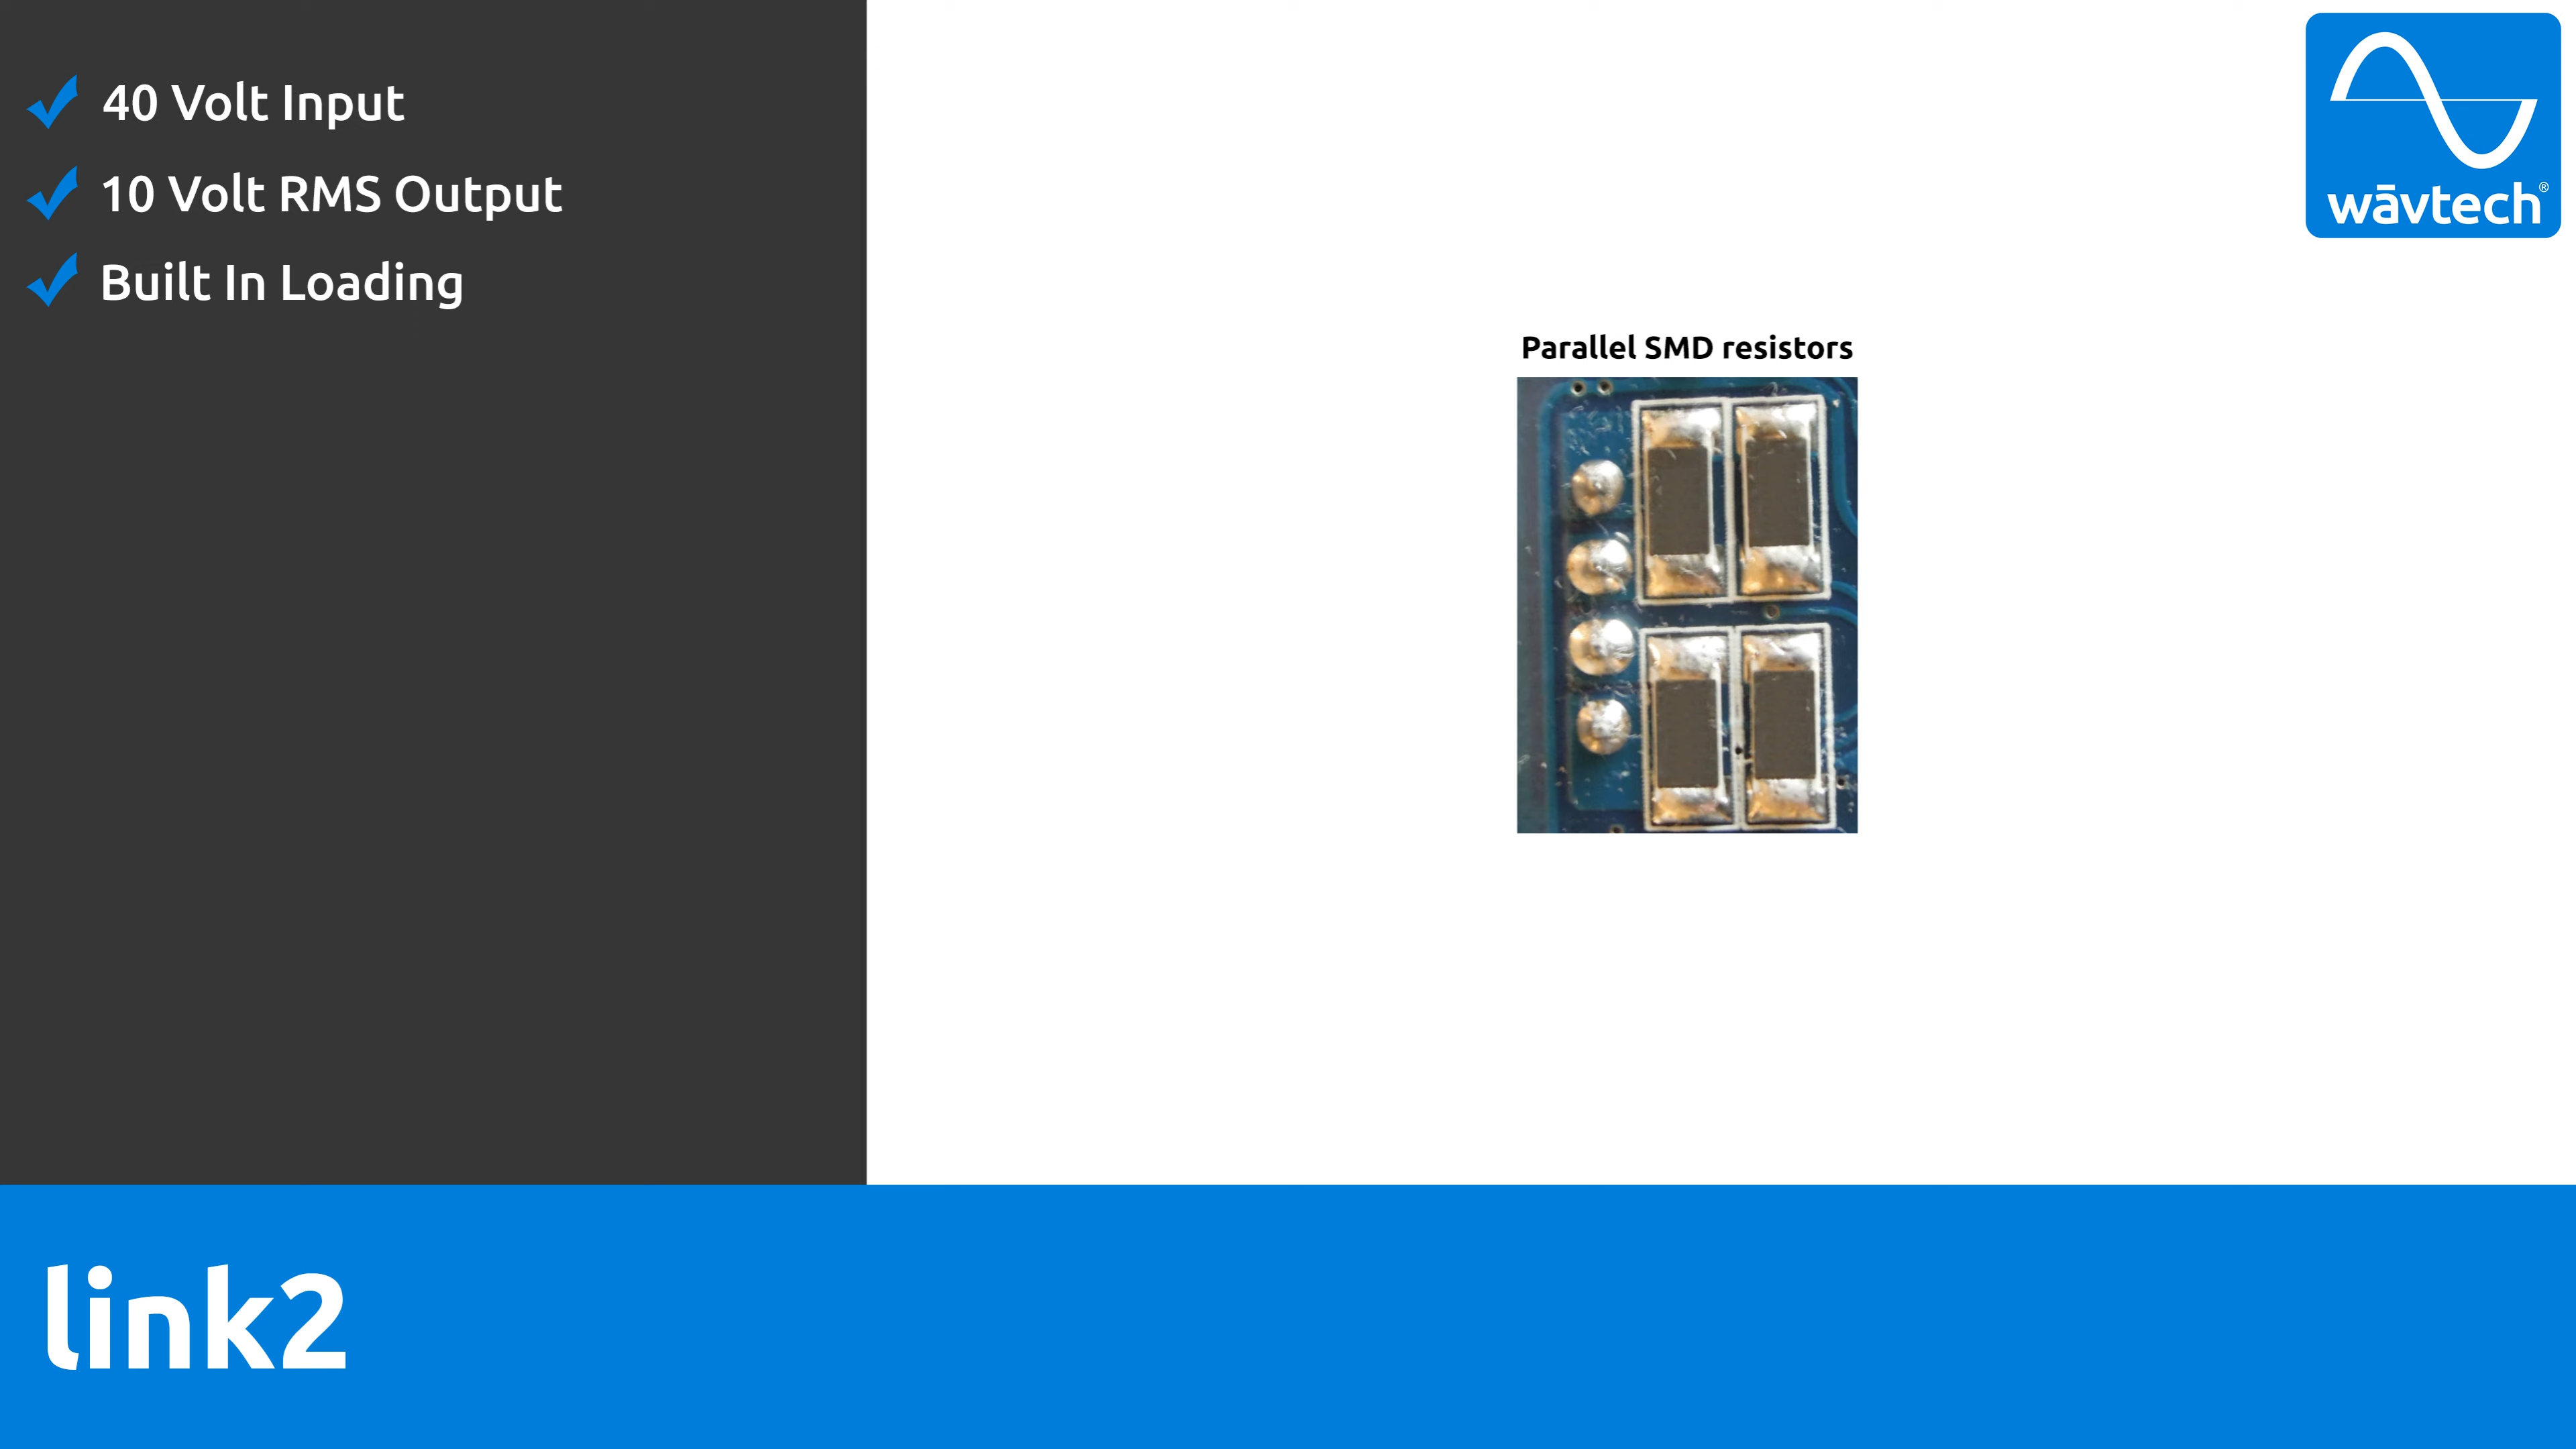 40 Volt Input
10 Volt RMS Output
Built In Loading
wāvtech®
Parallel SMD resistors
link2